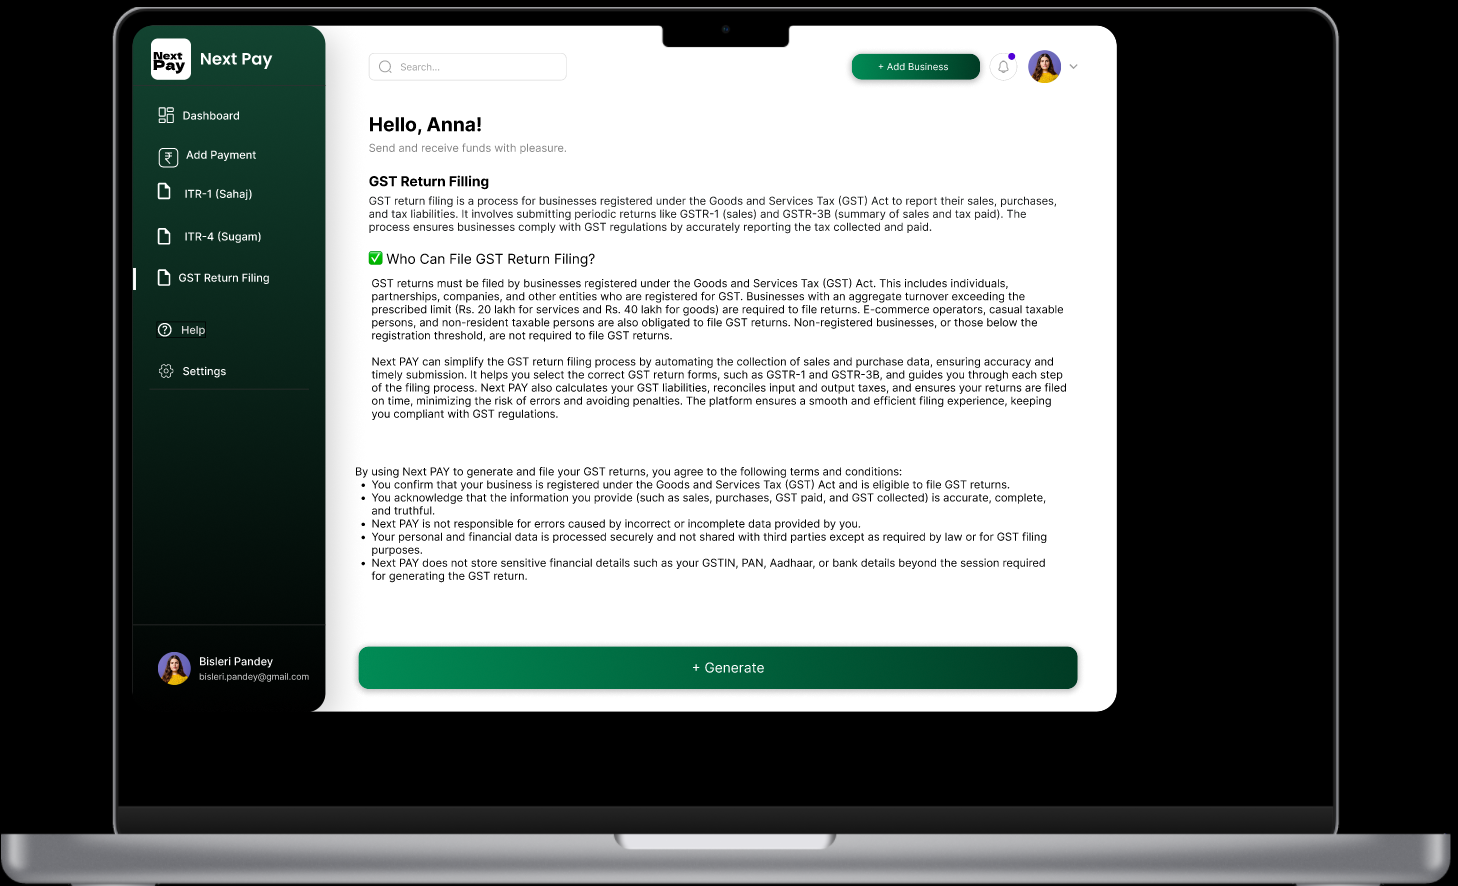 Next
Pay
Next Pay
Dashboard
Add Payment
ITR-1 (Sahaj)
ITR-4 (Sugam)
GST Return Filing
Help
Settings
Bisleri Pandey
bisleri.pandey@gmail.com
Search...
+ Add Business
Hello, Anna!
Send and receive funds with pleasure.
GST Return Filling
GST return filing is a process for businesses registered under the Goods and Services Tax (GST) Act to report their sales, purchases,
and tax liabilities. It involves submitting periodic returns like GSTR-1 (sales) and GSTR-3B (summary of sales and tax paid). The
process ensures businesses comply with GST regulations by accurately reporting the tax collected and paid.
✅ Who Can File GST Return Filing?
GST returns must be filed by businesses registered under the Goods and Services Tax (GST) Act. This includes individuals,
partnerships, companies, and other entities who are registered for GST. Businesses with an aggregate turnover exceeding the
prescribed limit (Rs. 20 lakh for services and Rs. 40 lakh for goods) are required to file returns. E-commerce operators, casual taxable
persons, and non-resident taxable persons are also obligated to file GST returns. Non-registered businesses, or those below the
registration threshold, are not required to file GST returns.
Next PAY can simplify the GST return filing process by automating the collection of sales and purchase data, ensuring accuracy and
timely submission. It helps you select the correct GST return forms, such as GSTR-1 and GSTR-3B, and guides you through each step
of the filing process. Next PAY also calculates your GST liabilities, reconciles input and output taxes, and ensures your returns are filed
on time, minimizing the risk of errors and avoiding penalties. The platform ensures a smooth and efficient filing experience, keeping
you compliant with GST regulations.
By using Next PAY to generate and file your GST returns, you agree to the following terms and conditions:
• You confirm that your business is registered under the Goods and Services Tax (GST) Act and is eligible to file GST returns.
• You acknowledge that the information you provide (such as sales, purchases, GST paid, and GST collected) is accurate, complete,
and truthful.
• Next PAY is not responsible for errors caused by incorrect or incomplete data provided by you.
• Your personal and financial data is processed securely and not shared with third parties except as required by law or for GST filing
purposes.
• Next PAY does not store sensitive financial details such as your GSTIN, PAN, Aadhaar, or bank details beyond the session required
for generating the GST return.
+ Generate